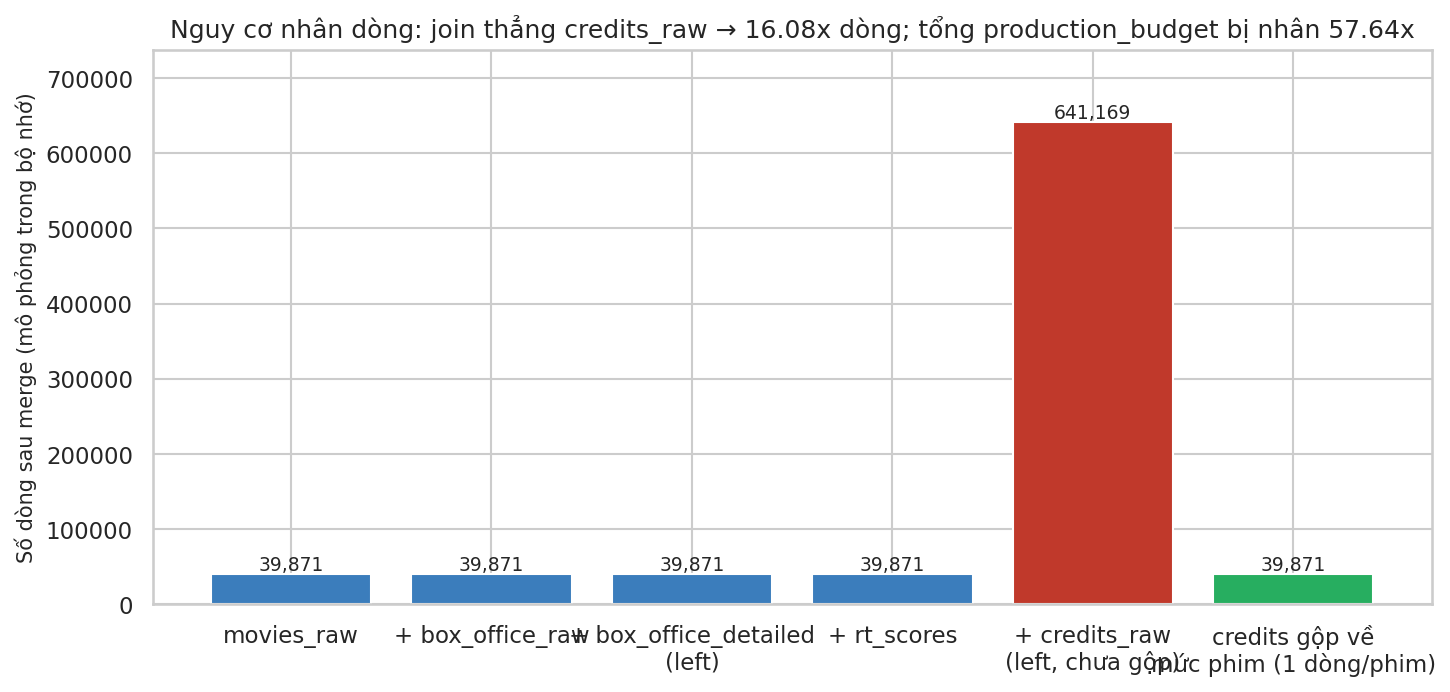 Nguy cơ nhân dòng: join thẳng credits_raw → 16.08x dòng; tổng production_budget bị nhân 57.64x
Số dòng sau merge (mô phỏng trong bộ nhớ)
700000
600000
500000
400000
300000
200000
100000
0
39,871
39,871
39,871
39,871
641,169
39,871
movies_raw
+ box_office_raw
+ box_office_detailed
(left)
+ rt_scores
+ credits_raw
(left, chưa gộp)
credits gộp về
mức phim (1 dòng/phim)